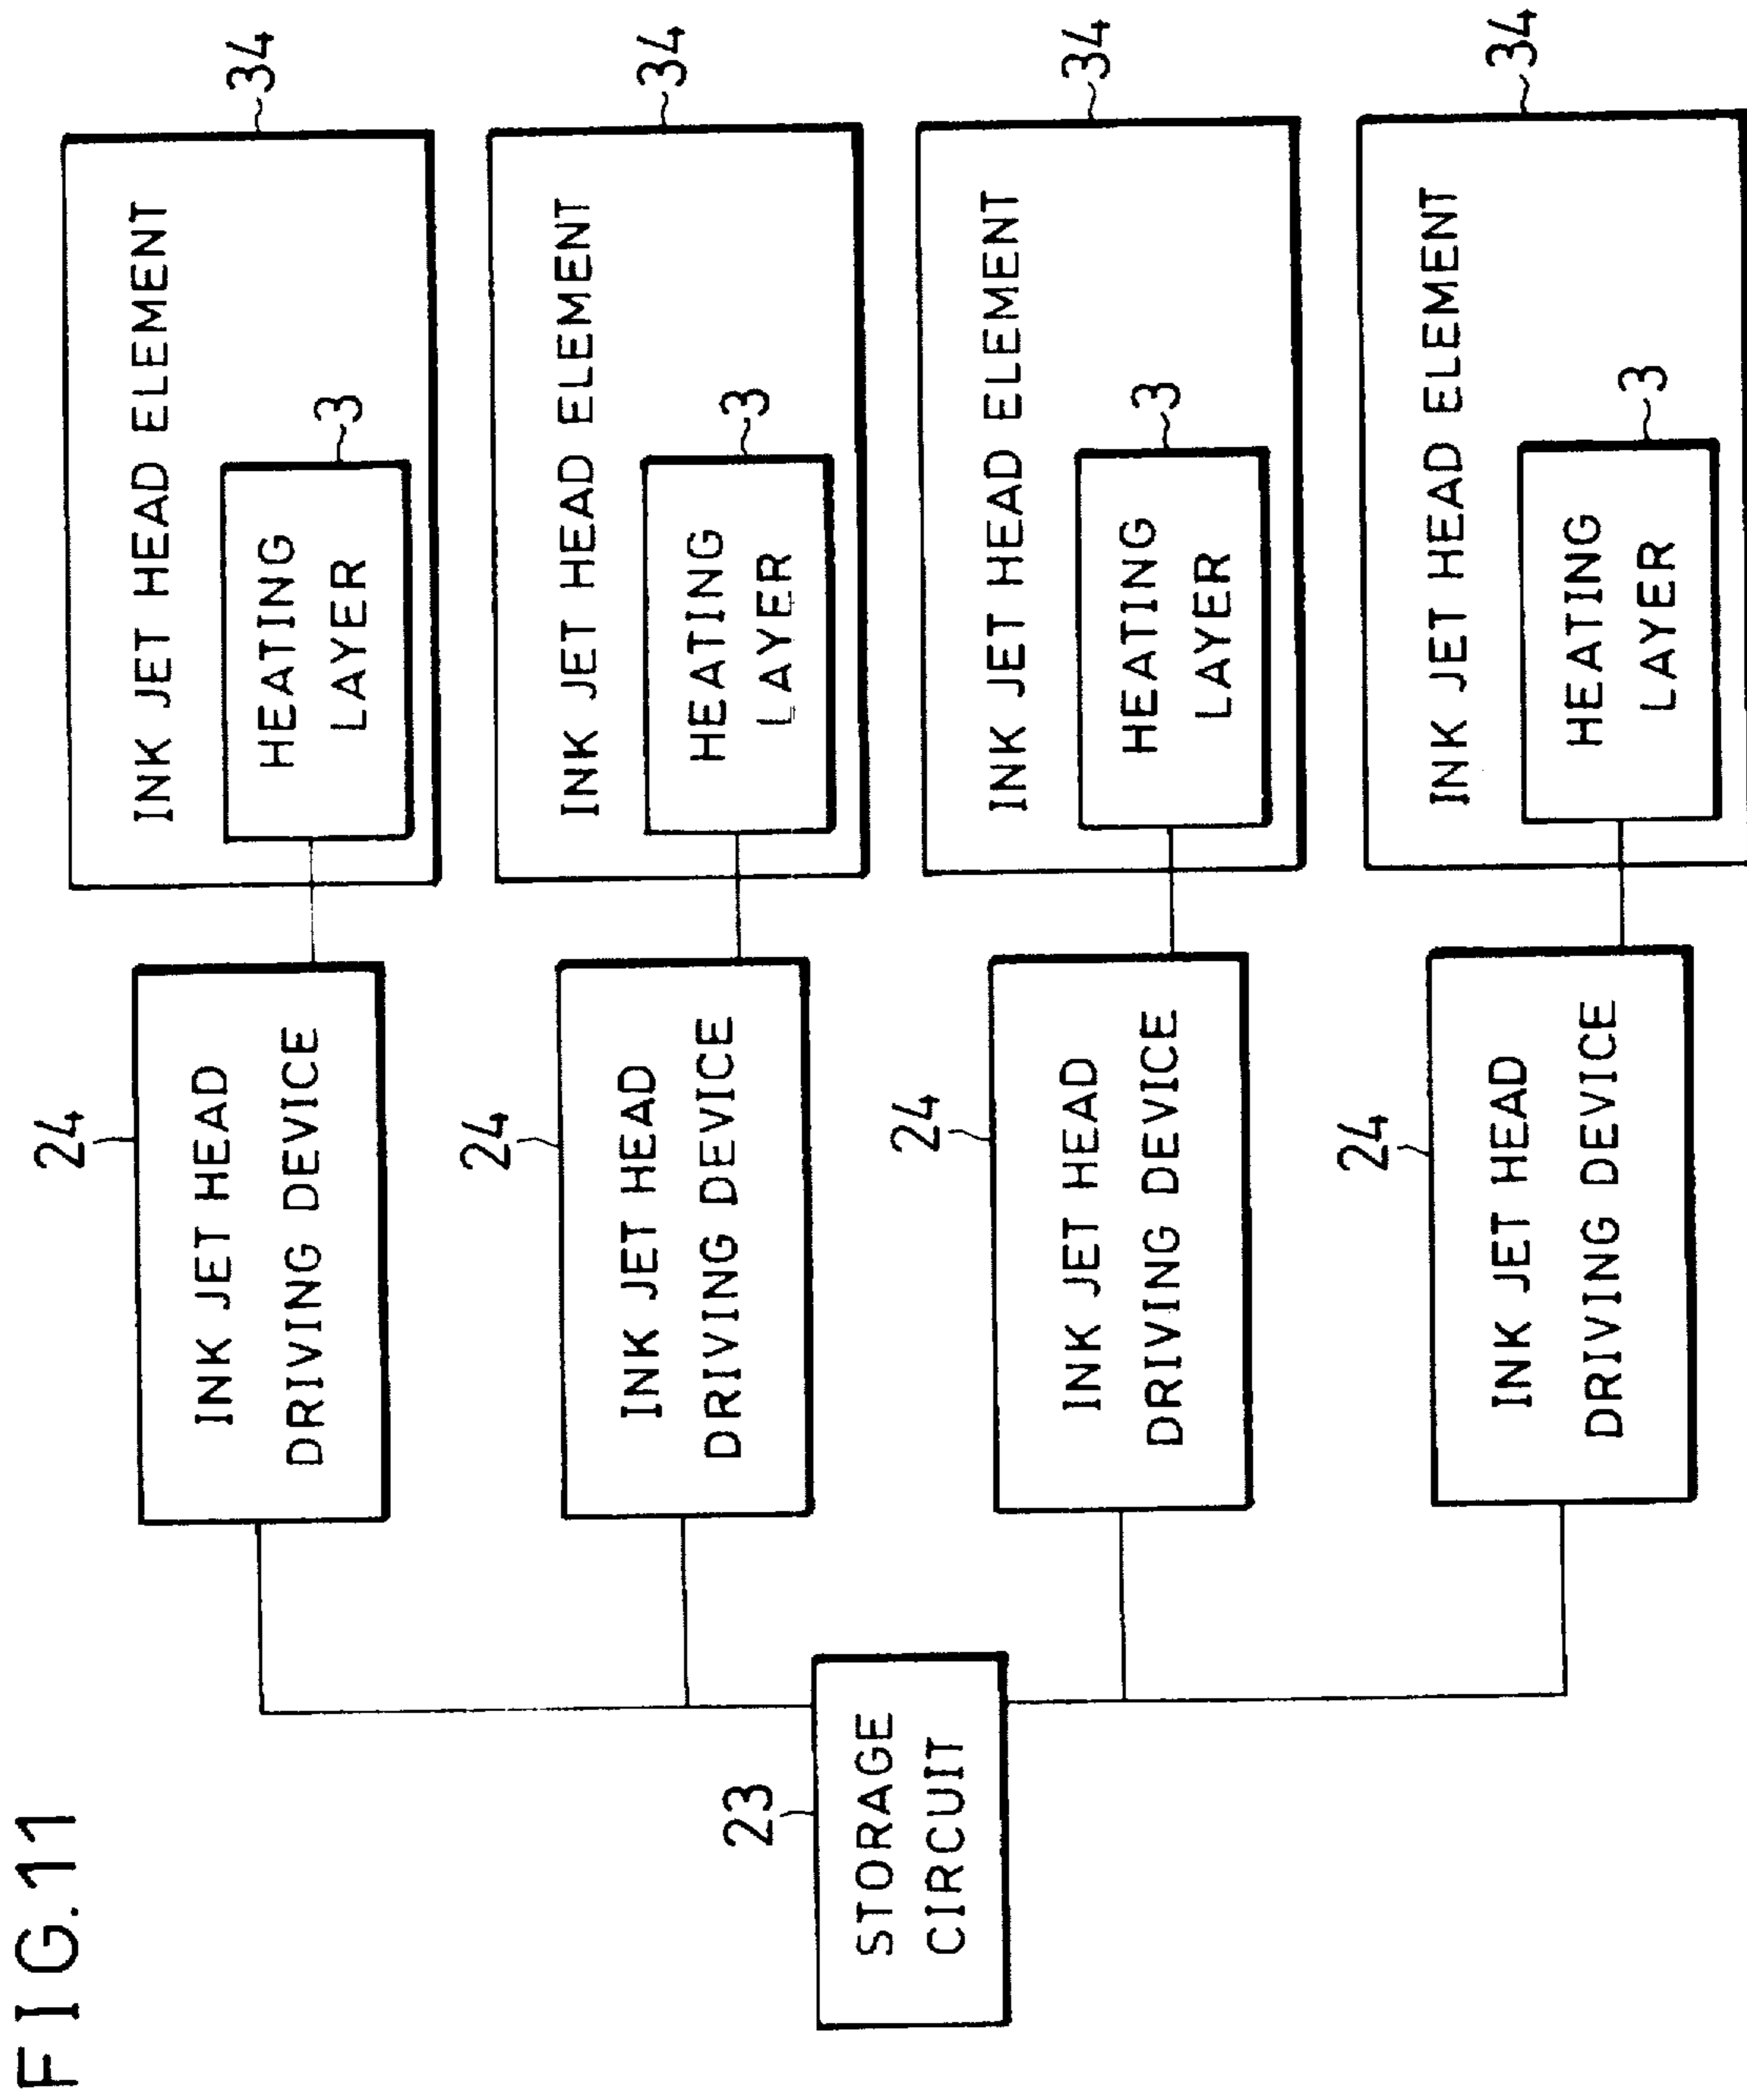 FIG.11
34
INK JET HEAD ELEMENT
3
HEATING
LAYER
24
INK JET HEAD
DRIVING DEVICE
34
INK JET HEAD ELEMENT
3
HEATING
LAYER
24
INK JET HEAD
DRIVING DEVICE
23
STORAGE
CIRCUIT
34
INK JET HEAD ELEMENT
3
HEATING
LAYER
24
INK JET HEAD
DRIVING DEVICE
34
INK JET HEAD ELEMENT
3
HEATING
LAYER
24
INK JET HEAD
DRIVING DEVICE